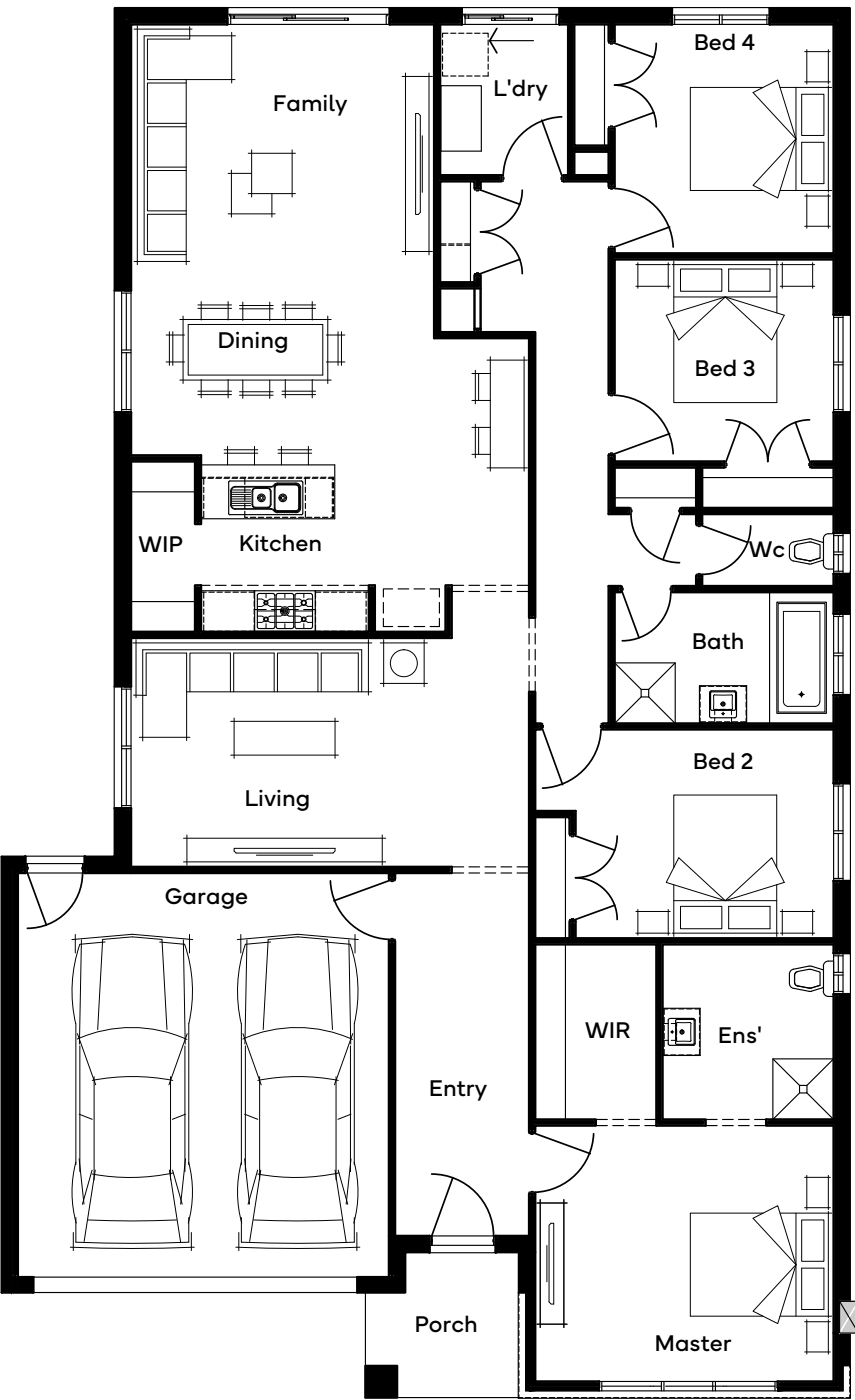 Bed 4
L'dry
Family
Dining
Bed 3
WIP
Kitchen
Wc
Bath
Bed 2
Living
Garage
WIR
Ens'
Entry
Porch
Master